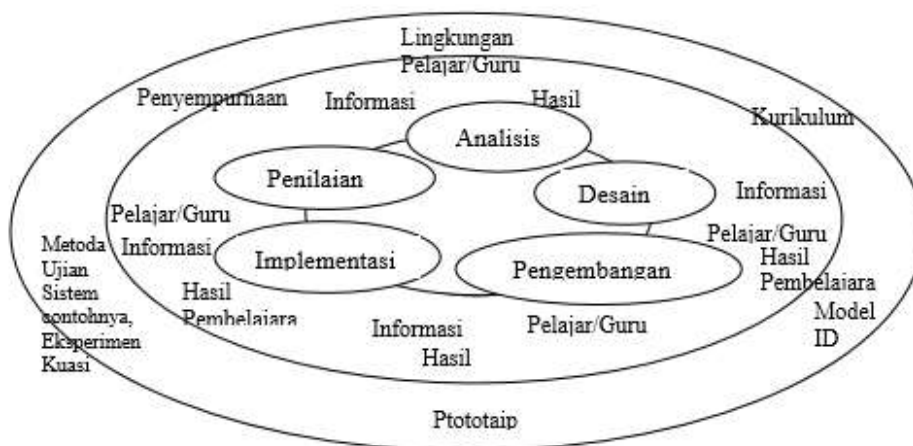 Lingkungan
Pelajar/Guru
Penyempurnaan
Informasi
Hasil
Kurikulum
Analisis
Penilaian
Desain
Informasi
Pelajar/Guru
Pelajar/Guru
Informasi
Hasil
Pembelajara
Metoda
Ujian
Sistem
contohnya,
Eksperimen
Kuasi
Implementasi
Pengembangan
Hasil
Pembelajara
Model
ID
Informasi
Pelajar/Guru
Hasil
Ptototaip